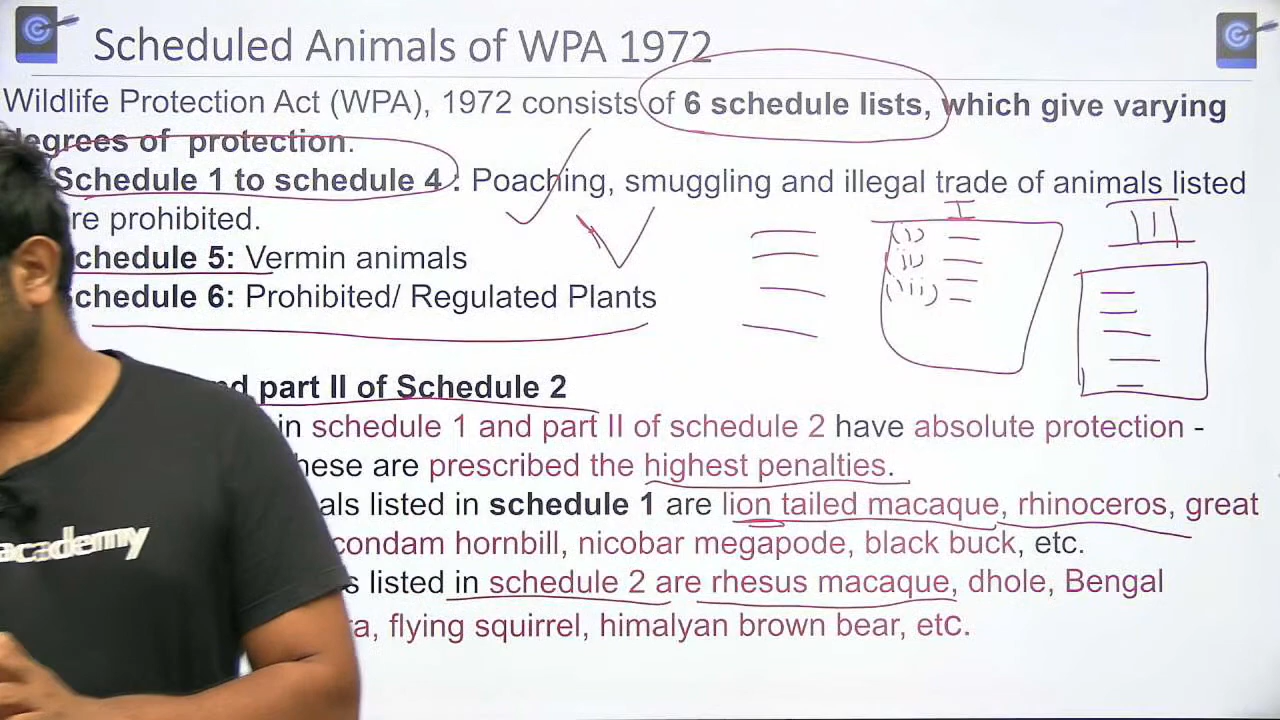 Scheduled Animals of WPA 1972
Wildlife Protection Act (WPA), 1972 consists of 6 schedule lists, which give varying
degrees of protection.
Schedule 1 to schedule 4 : Poaching, smuggling and illegal trade of animals listed
re prohibited.
chedule 5: Vermin animals
chedule 6: Prohibited/ Regulated Plants
I
(i)
(ii)
(iii)
III
nd part II of Schedule 2
in schedule 1 and part II of schedule 2 have absolute protection -
hese are prescribed the highest penalties.
als listed in schedule 1 are lion tailed macaque, rhinoceros, great
condam hornbill, nicobar megapode, black buck, etc.
s listed in schedule 2 are rhesus macaque, dhole, Bengal
ra, flying squirrel, himalyan brown bear, etc.
academy